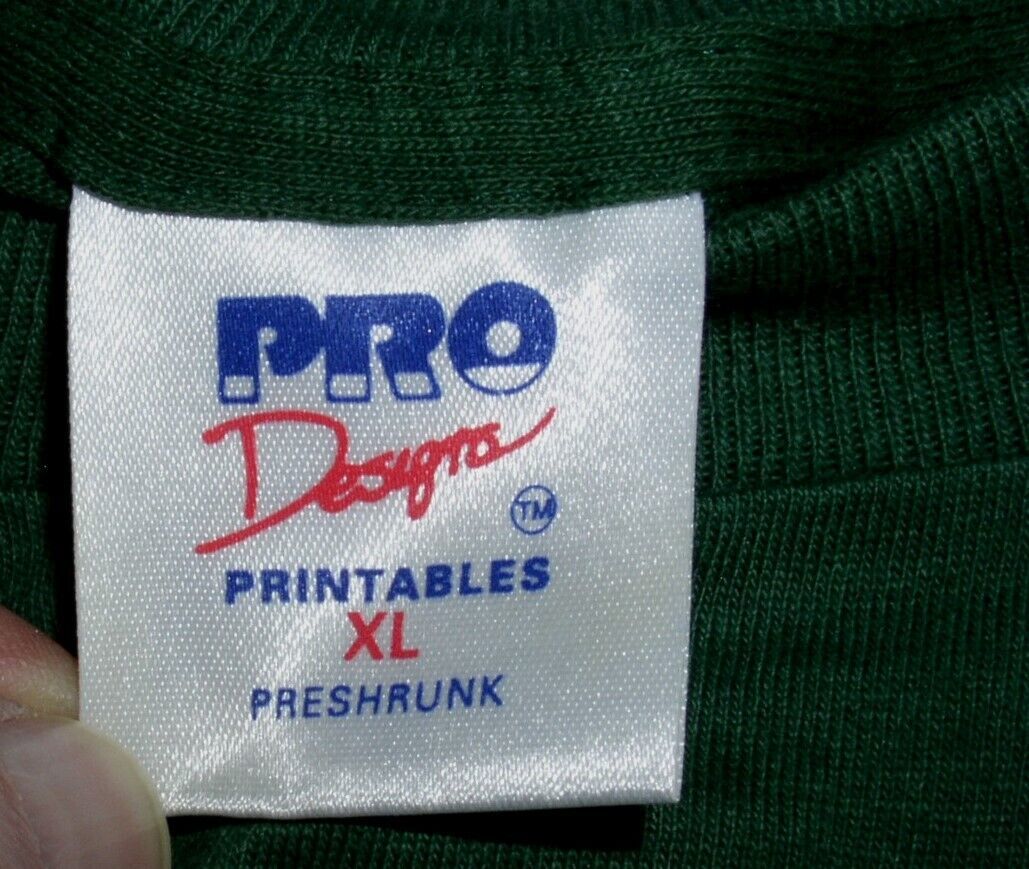 PRO
Designs
TM
PRINTABLES
XL
PRESHRUNK